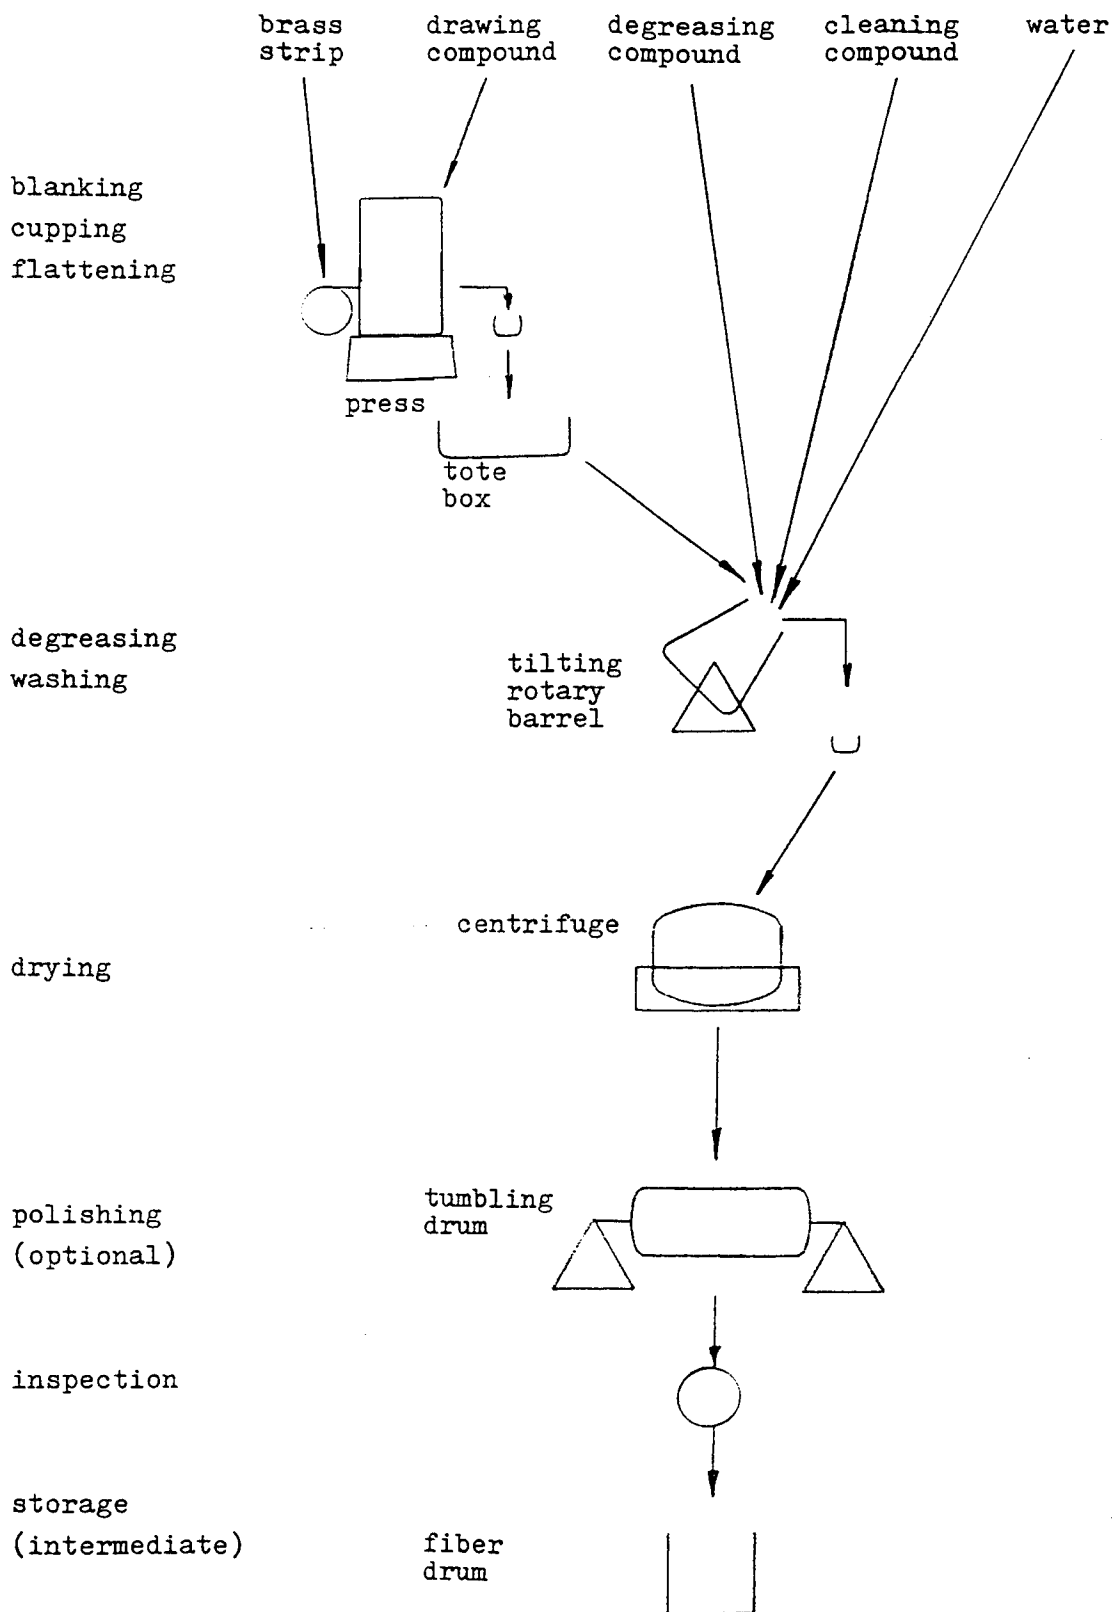 brass
strip
drawing
compound
degreasing
compound
cleaning
compound
water
blanking
cupping
flattening
press
tote
box
degreasing
washing
tilting
rotary
barrel
centrifuge
drying
tumbling
drum
polishing
(optional)
inspection
storage
(intermediate)
fiber
drum